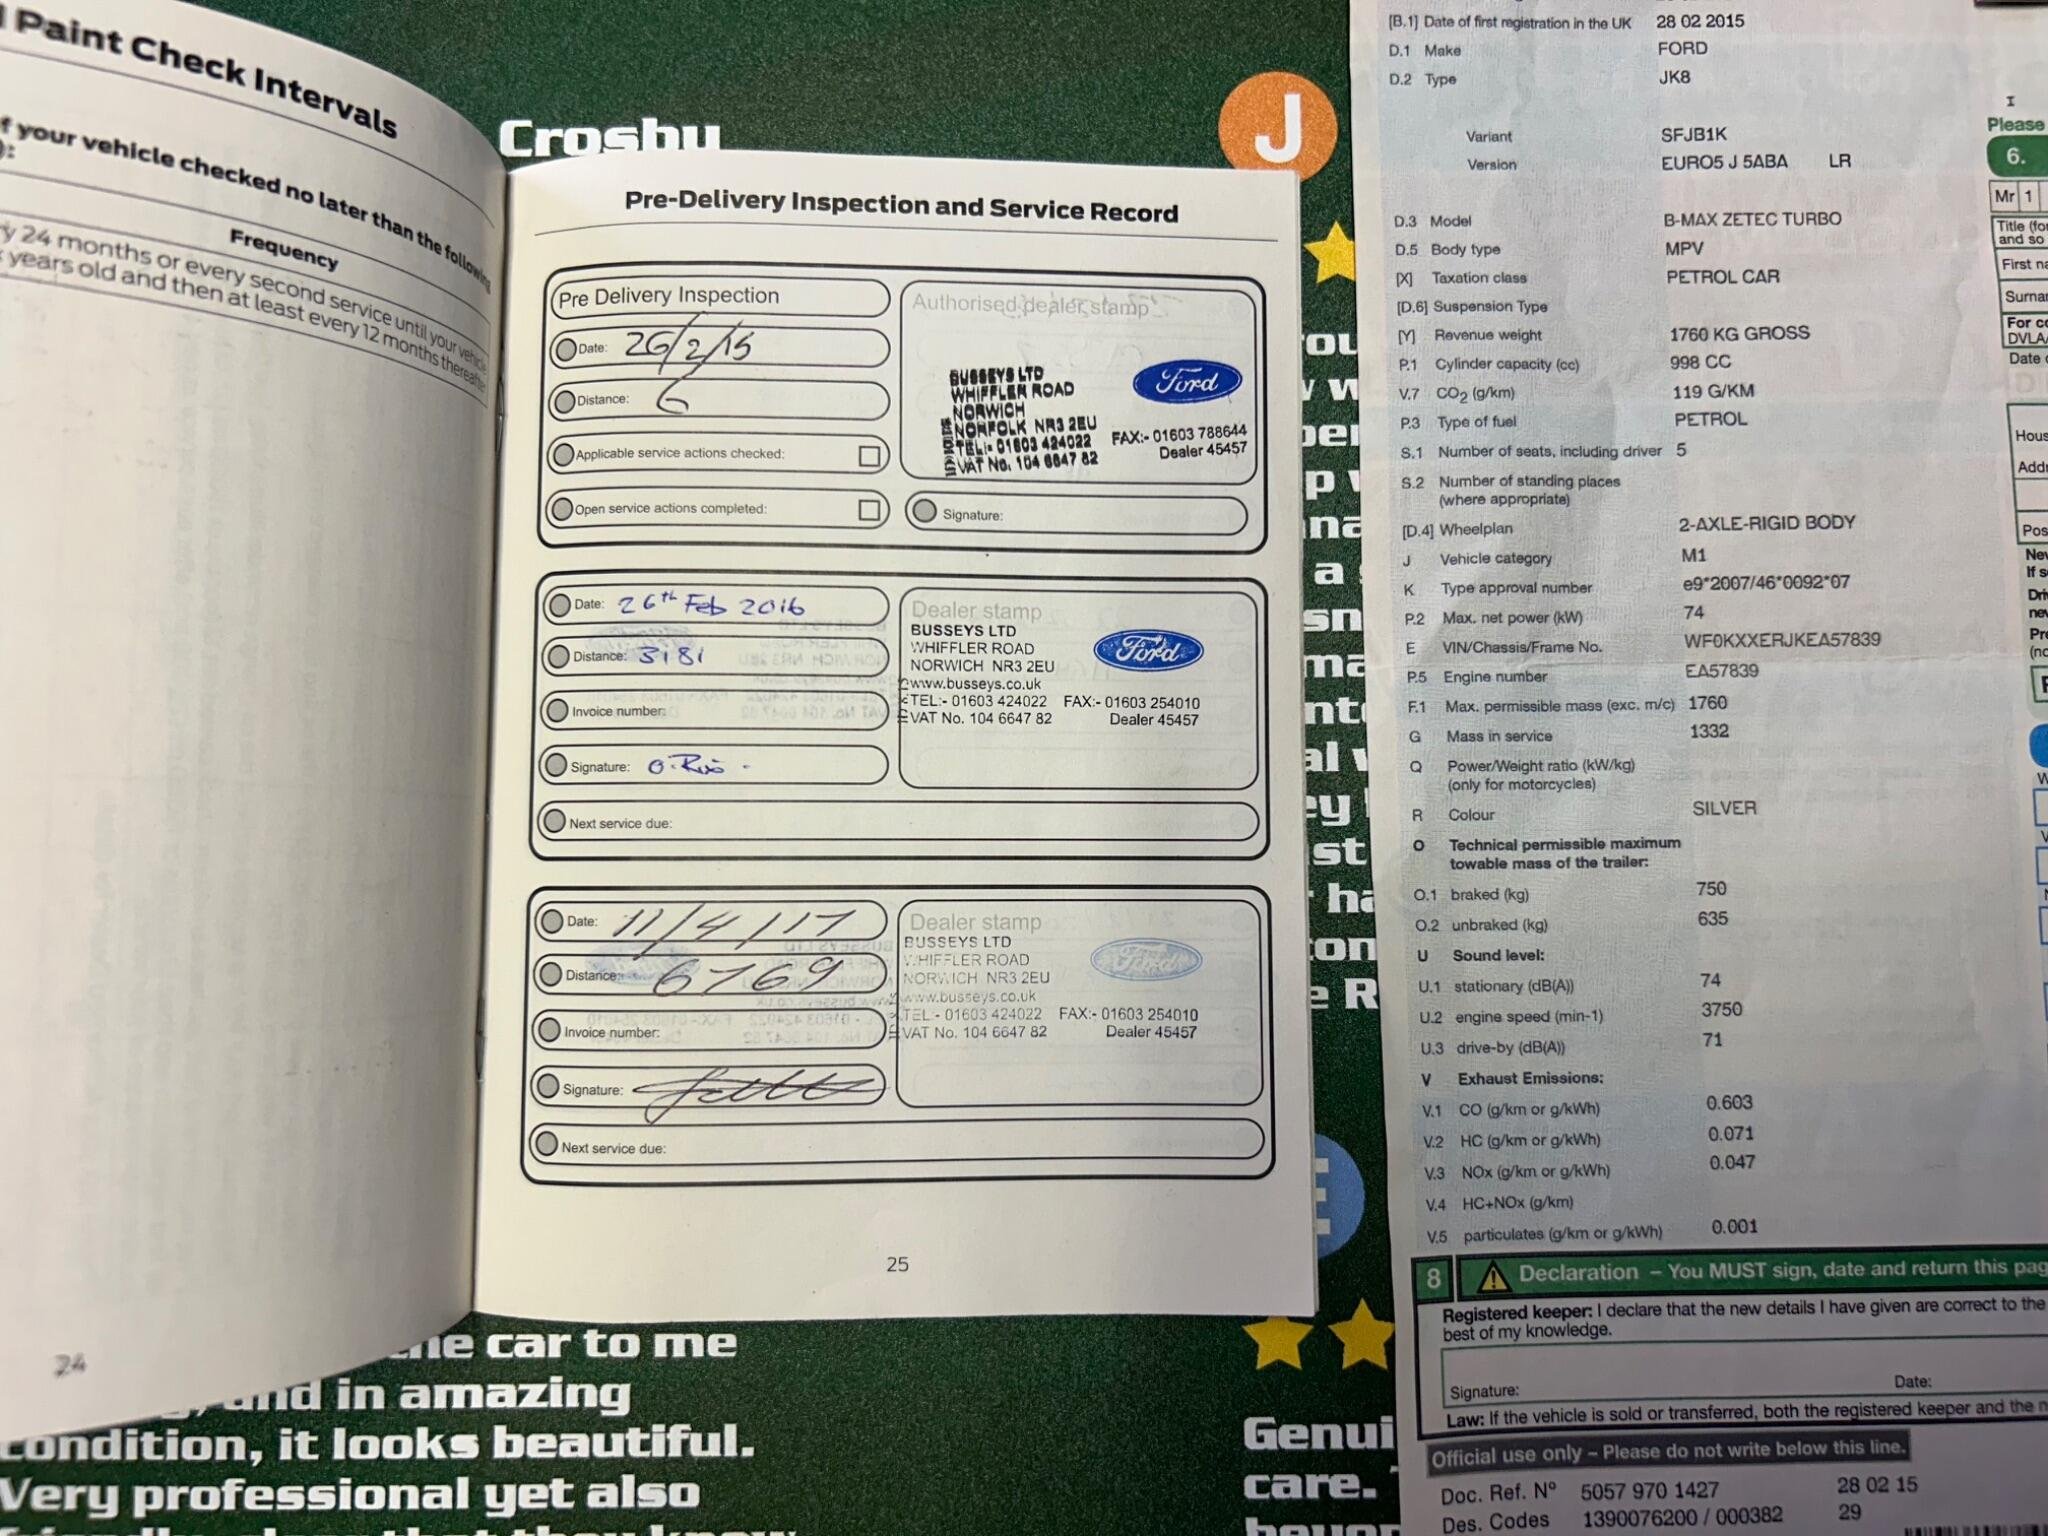 Paint Check Intervals
f your vehicle checked no later than the following
):
Frequency
y 24 months or every second service until your vehicle
years old and then at least every 12 months thereafter
24
Crosby
J
Pre-Delivery Inspection and Service Record
Pre Delivery Inspection
Date: 26/2/15
Distance: 6
Applicable service actions checked:
Open service actions completed:
Authorised dealer stamp
BUSSEYS LTD
WHIFFLER ROAD
NORWICH
NORFOLK NR3 2EU
TEL:- 01603 424022
VAT No. 104 6647 82
Ford
FAX:- 01603 788644
Dealer 45457
Signature:
Date: 26th Feb 2016
Distance: 3181
Invoice number:
Signature:
Next service due:
Dealer stamp
BUSSEYS LTD
WHIFFLER ROAD
NORWICH NR3 2EU
www.busseys.co.uk
TEL:- 01603 424022 FAX:- 01603 254010
VAT No. 104 6647 82 Dealer 45457
Ford
Date: 11/4/17
Distance: 6769
Invoice number:
Signature:
Next service due:
Dealer stamp
BUSSEYS LTD
WHIFFLER ROAD
NORWICH NR3 2EU
www.busseys.co.uk
TEL:- 01603 424022 FAX:- 01603 254010
VAT No. 104 6647 82 Dealer 45457
Ford
25
car to me
and in amazing
condition, it looks beautiful.
Very professional yet also
Genui
care.
[B.1] Date of first registration in the UK 28 02 2015
D.1 Make FORD
D.2 Type JK8
Variant SFJB1K
Version EURO5 J 5ABA LR
D.3 Model B-MAX ZETEC TURBO
D.5 Body type MPV
[X] Taxation class PETROL CAR
[D.6] Suspension Type
[Y] Revenue weight 1760 KG GROSS
P.1 Cylinder capacity (cc) 998 CC
V.7 CO2 (g/km) 119 G/KM
P.3 Type of fuel PETROL
S.1 Number of seats, including driver 5
S.2 Number of standing places
(where appropriate)
[D.4] Wheelplan 2-AXLE-RIGID BODY
J Vehicle category M1
K Type approval number e9*2007/46*0092*07
P.2 Max. net power (kW) 74
E VIN/Chassis/Frame No. WF0KXXERJKEA57839
P.5 Engine number EA57839
F.1 Max. permissible mass (exc. m/c) 1760
G Mass in service 1332
Q Power/Weight ratio (kW/kg)
(only for motorcycles)
R Colour SILVER
O Technical permissible maximum
towable mass of the trailer:
O.1 braked (kg) 750
O.2 unbraked (kg) 635
U Sound level:
U.1 stationary (dB(A)) 74
U.2 engine speed (min-1) 3750
U.3 drive-by (dB(A)) 71
V Exhaust Emissions:
V.1 CO (g/km or g/kWh) 0.603
V.2 HC (g/km or g/kWh) 0.071
V.3 NOx (g/km or g/kWh) 0.047
V.4 HC+NOx (g/km)
V.5 particulates (g/km or g/kWh) 0.001
8 Declaration – You MUST sign, date and return this pag
Registered keeper: I declare that the new details I have given are correct to the
best of my knowledge.
Signature: Date:
Law: If the vehicle is sold or transferred, both the registered keeper and the n
Official use only – Please do not write below this line.
Doc. Ref. Nº 5057 970 1427 28 02 15
Des. Codes 1390076200 / 000382 29
Please
6.
Mr 1
Title (for
and so
First na
Surna
For co
DVLA
Date
Hous
Addr
Pos